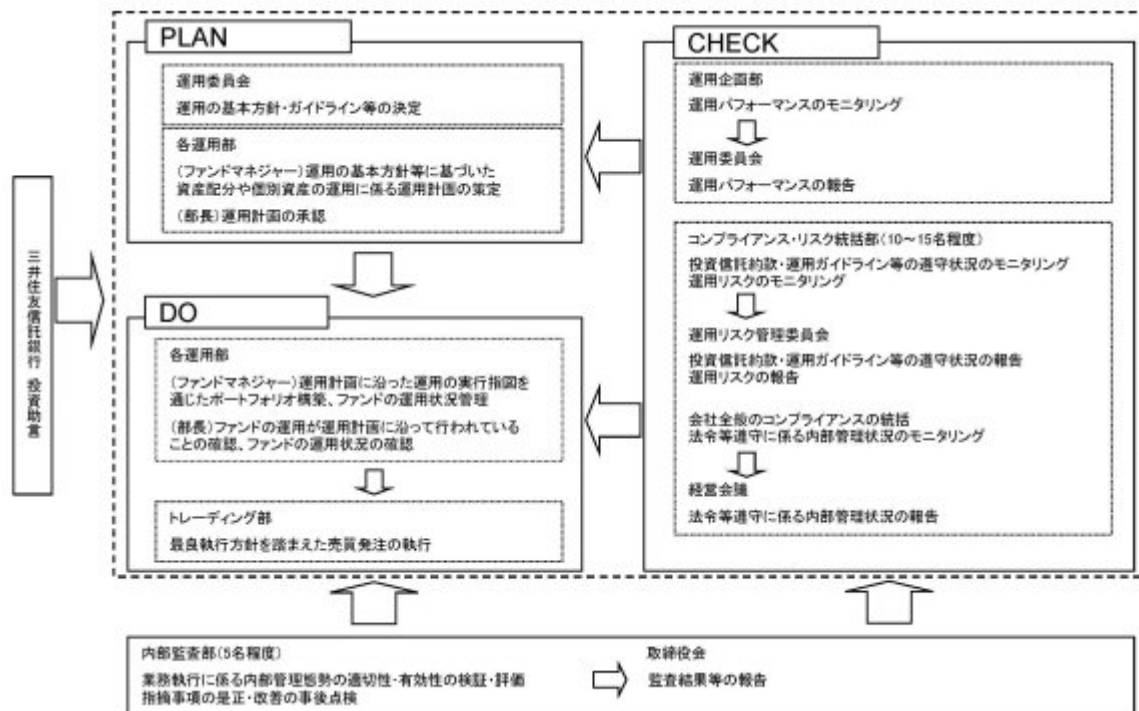 三井住友信託銀行 投資助言
PLAN
運用委員会
運用の基本方針・ガイドライン等の決定
各運用部
(ファンドマネジャー)運用の基本方針等に基づいた
資産配分や個別資産の運用に係る運用計画の策定
(部長)運用計画の承認
DO
各運用部
(ファンドマネジャー)運用計画に沿った運用の実行指図を
通じたポートフォリオ構築、ファンドの運用状況管理
(部長)ファンドの運用が運用計画に沿って行われている
ことの確認、ファンドの運用状況の確認
トレーディング部
最良執行方針を踏まえた売買発注の執行
CHECK
運用企画部
運用パフォーマンスのモニタリング
運用委員会
運用パフォーマンスの報告
コンプライアンス・リスク統括部(10~15名程度)
投資信託約款・運用ガイドライン等の遵守状況のモニタリング
運用リスクのモニタリング
運用リスク管理委員会
投資信託約款・運用ガイドライン等の遵守状況の報告
運用リスクの報告
会社全般のコンプライアンスの統括
法令等遵守に係る内部管理状況のモニタリング
経営会議
法令等遵守に係る内部管理状況の報告
内部監査部(5名程度)
業務執行に係る内部管理態勢の適切性・有効性の検証・評価
指摘事項の是正・改善の事後点検
取締役会
監査結果等の報告